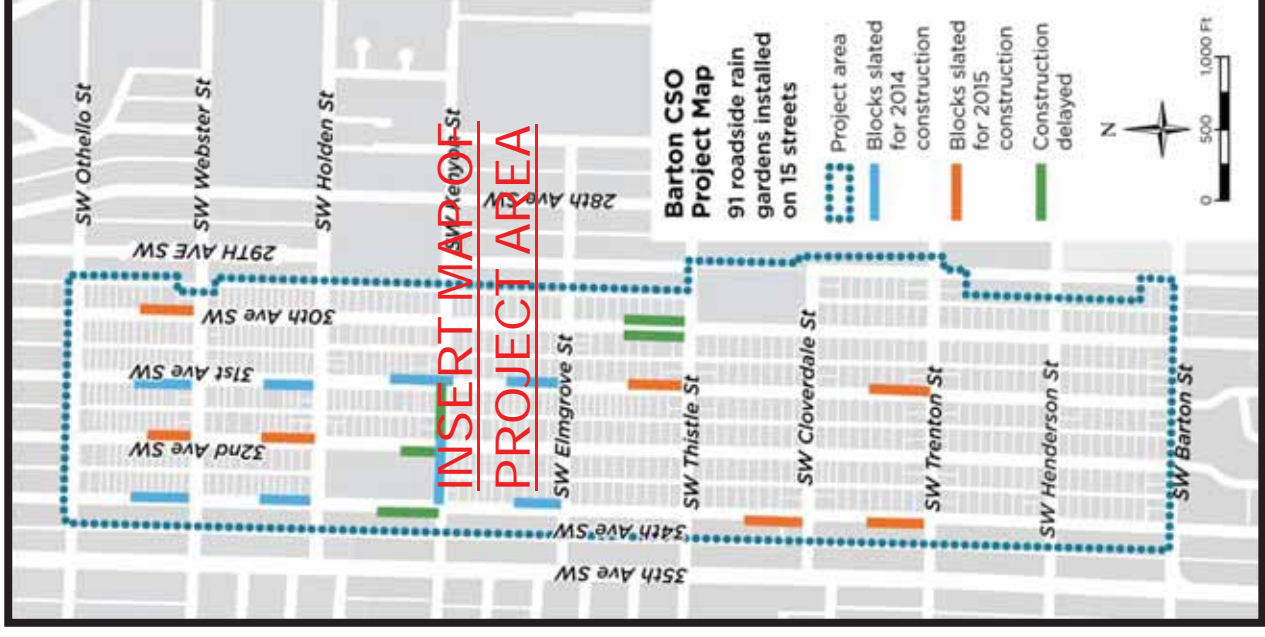 SW Othello St
SW Webster St
SW Holden St
SW Kenyon St
29TH AVE SW
28th Ave SW
30th Ave SW
31st Ave SW
32nd Ave SW
34th Ave SW
35th Ave SW
SW Elmgrove St
SW Thistle St
SW Cloverdale St
SW Trenton St
SW Henderson St
SW Barton St
INSERT MAP OF
PROJECT AREA
Barton CSO
Project Map
91 roadside rain
gardens installed
on 15 streets
Project area
Blocks slated
for 2014
construction
Blocks slated
for 2015
construction
Construction
delayed
N
0 500 1,000 Ft